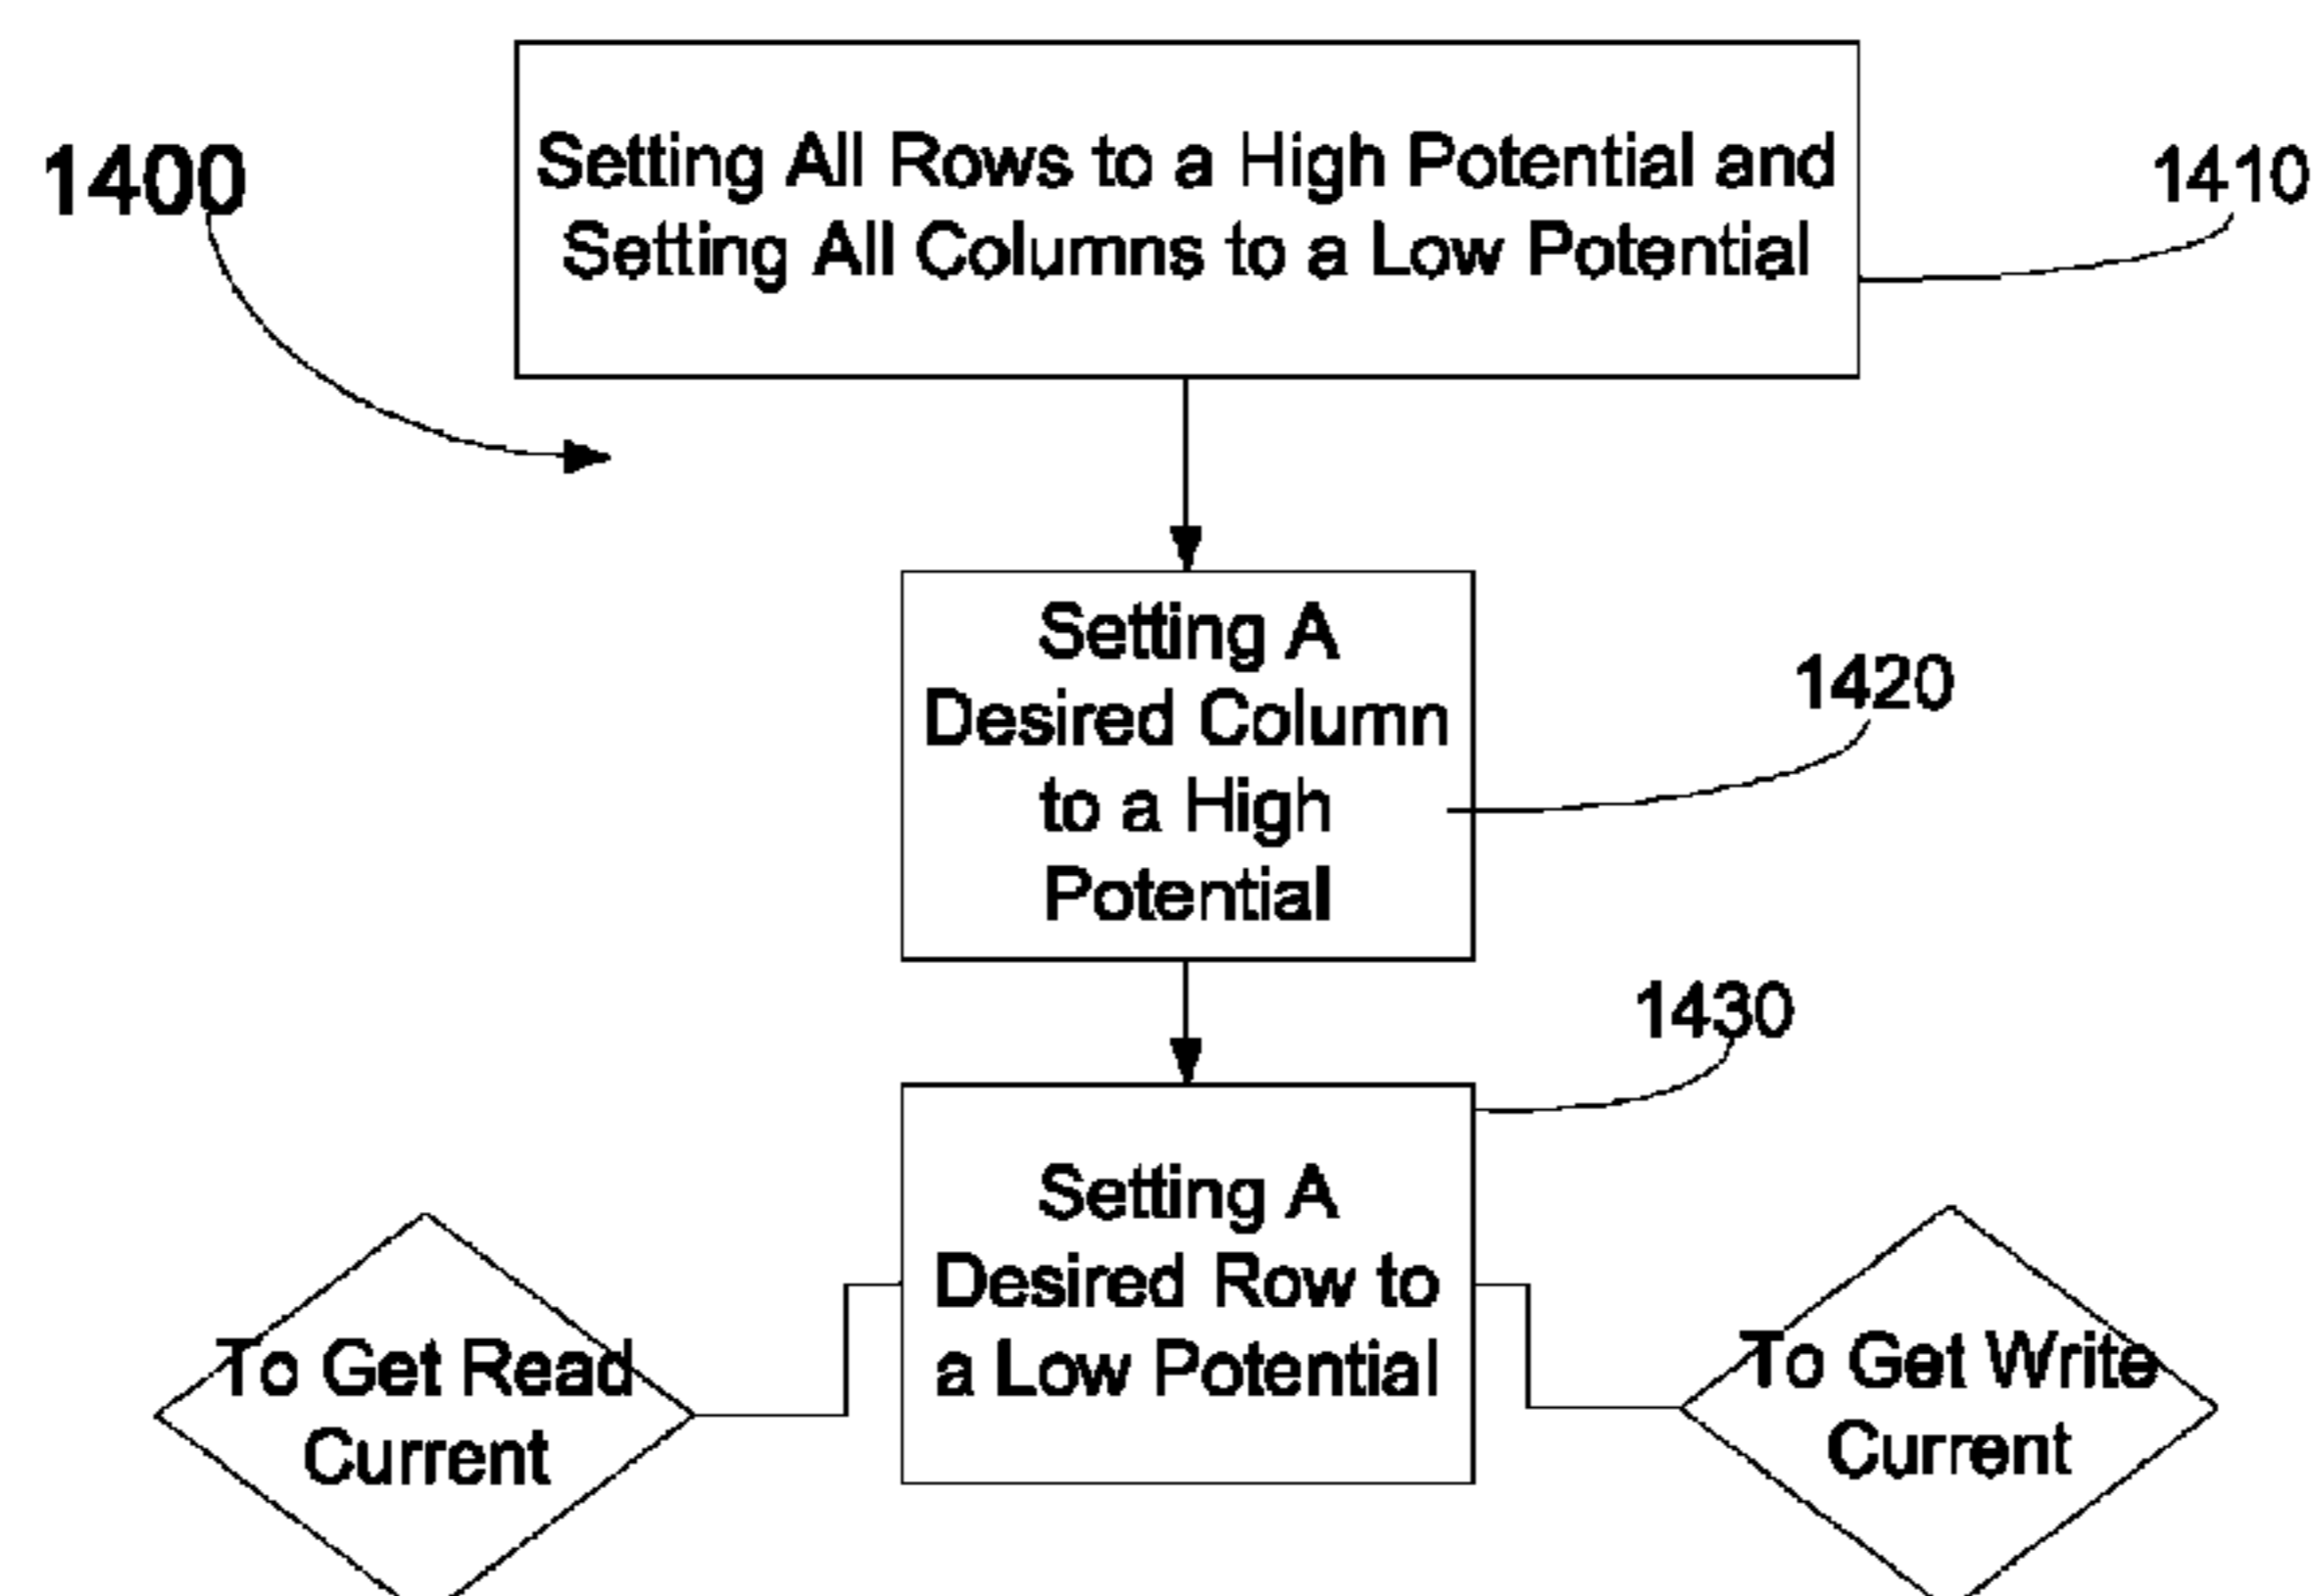 1400
Setting All Rows to a High Potential and
Setting All Columns to a Low Potential
1410
Setting A
Desired Column
to a High
Potential
1420
1430
Setting A
Desired Row to
a Low Potential
To Get Read
Current
To Get Write
Current